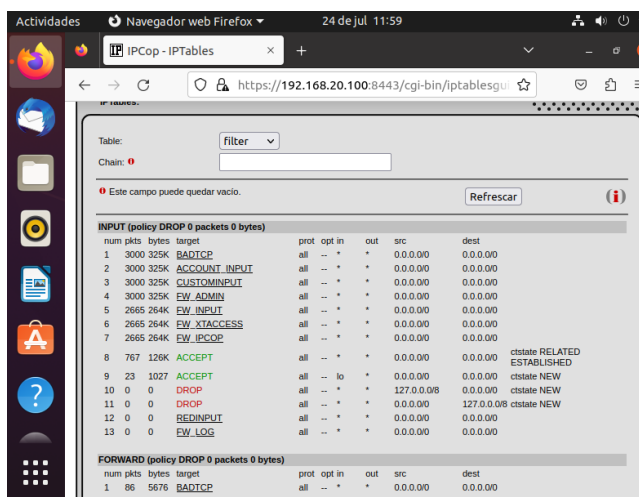 Actividades Navegador web Firefox 24 de jul 11:59
IPCop - IPTables
https://192.168.20.100:8443/cgi-bin/iptablesgui
IPTables:
Table: filter
Chain:
Este campo puede quedar vacío. Refrescar
INPUT (policy DROP 0 packets 0 bytes)
num pkts bytes target prot opt in out src dest
1 3000 325K BADTCP all -- * * 0.0.0.0/0 0.0.0.0/0
2 3000 325K ACCOUNT_INPUT all -- * * 0.0.0.0/0 0.0.0.0/0
3 3000 325K CUSTOMINPUT all -- * * 0.0.0.0/0 0.0.0.0/0
4 3000 325K FW_ADMIN all -- * * 0.0.0.0/0 0.0.0.0/0
5 2665 264K FW_INPUT all -- * * 0.0.0.0/0 0.0.0.0/0
6 2665 264K FW_XTACCESS all -- * * 0.0.0.0/0 0.0.0.0/0
7 2665 264K FW_IPCOP all -- * * 0.0.0.0/0 0.0.0.0/0
8 767 126K ACCEPT all -- * * 0.0.0.0/0 0.0.0.0/0 ctstate RELATED
ESTABLISHED
9 23 1027 ACCEPT all -- lo * 0.0.0.0/0 0.0.0.0/0 ctstate NEW
10 0 0 DROP all -- * * 127.0.0.0/8 0.0.0.0/0 ctstate NEW
11 0 0 DROP all -- * * 0.0.0.0/0 127.0.0.0/8 ctstate NEW
12 0 0 REDINPUT all -- * * 0.0.0.0/0 0.0.0.0/0
13 0 0 FW_LOG all -- * * 0.0.0.0/0 0.0.0.0/0
FORWARD (policy DROP 0 packets 0 bytes)
num pkts bytes target prot opt in out src dest
1 86 5676 BADTCP all -- * * 0.0.0.0/0 0.0.0.0/0